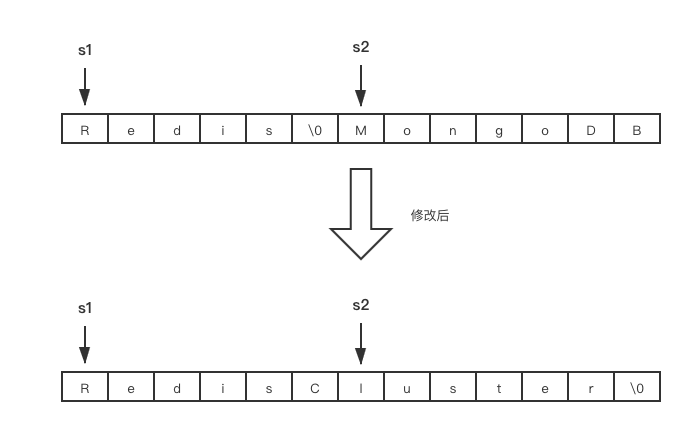 s1 s2
R e d i s \0 M o n g o D B
修改后
s1 s2
R e d i s C l u s t e r \0